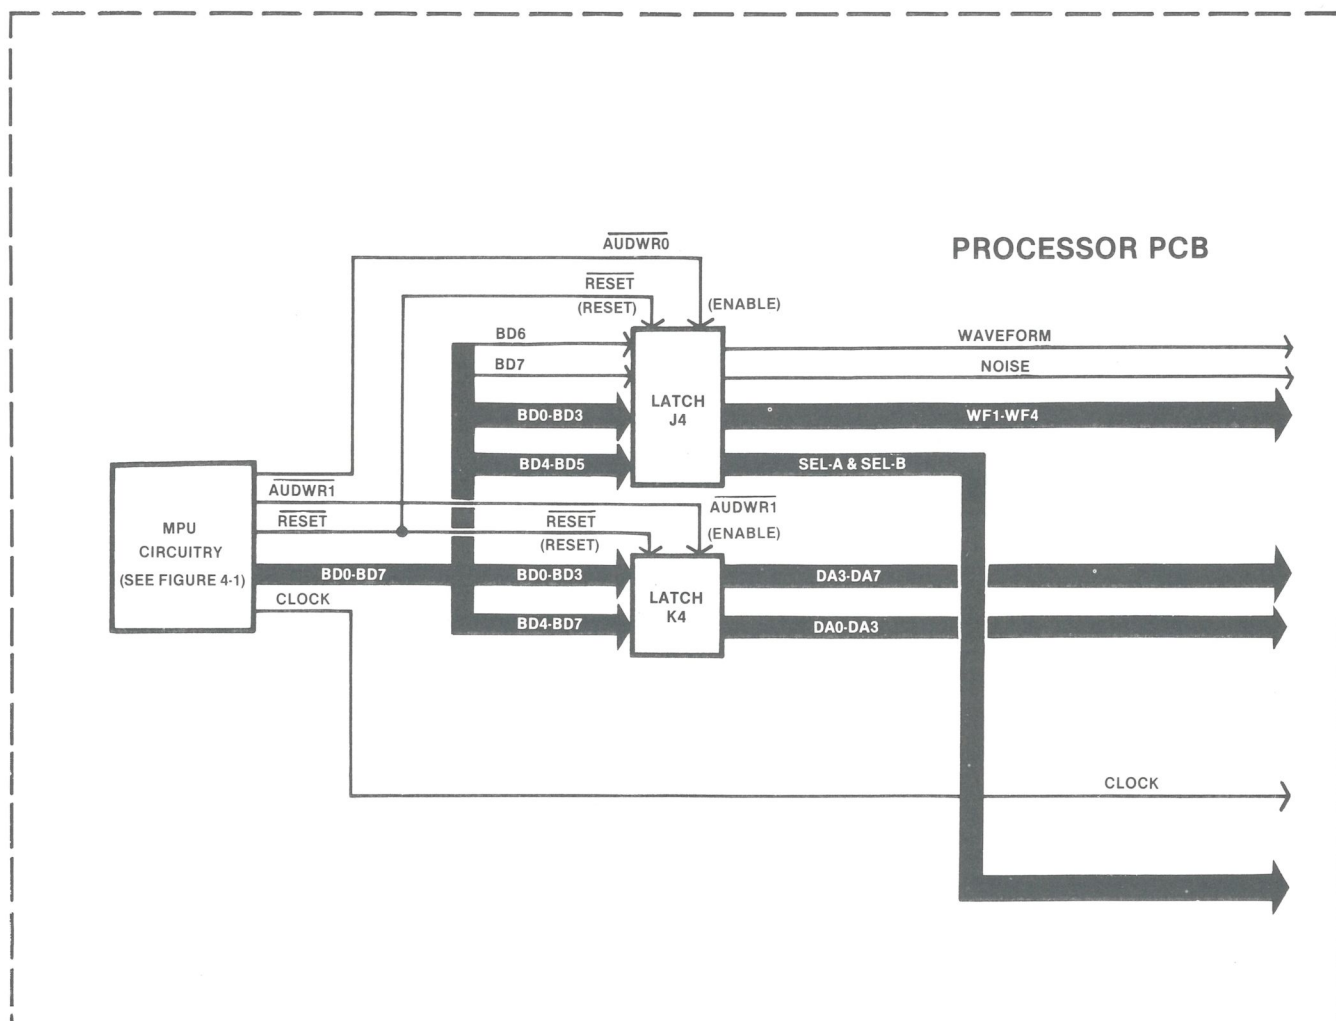 AUDWR0
PROCESSOR PCB
RESET
(RESET)
(ENABLE)
BD6
WAVEFORM
BD7
NOISE
LATCH
J4
BD0-BD3
WF1-WF4
BD4-BD5
SEL-A & SEL-B
AUDWR1
AUDWR1
MPU
CIRCUITRY
(SEE FIGURE 4-1)
RESET
RESET
(RESET)
(ENABLE)
BD0-BD7
BD0-BD3
DA3-DA7
LATCH
K4
CLOCK
BD4-BD7
DA0-DA3
CLOCK